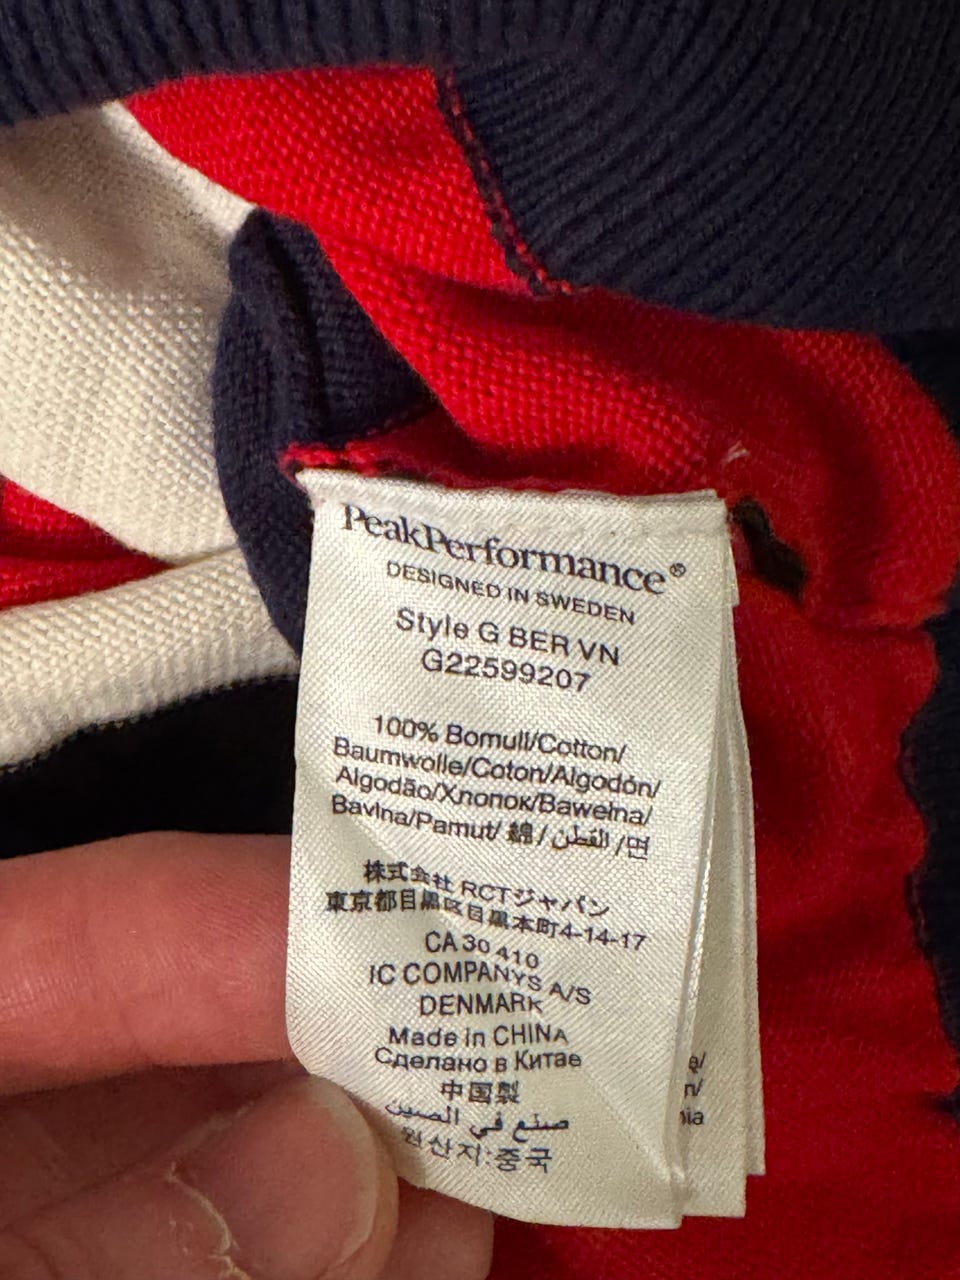 PeakPerformance®
DESIGNED IN SWEDEN
Style G BER VN
G22599207
100% Bomull/Cotton/
Baumwolle/Coton/Algodón/
Algodão/Хлопок/Bawełna/
Bavlna/Pamut/ 綿 / القطن /면
株式会社 RCTジャパン
東京都目黒区目黒本町4-14-17
CA 30 410
IC COMPANYS A/S
DENMARK
Made in CHINA
Сделано в Китае
中国製
صنع في الصين
원산지:중국